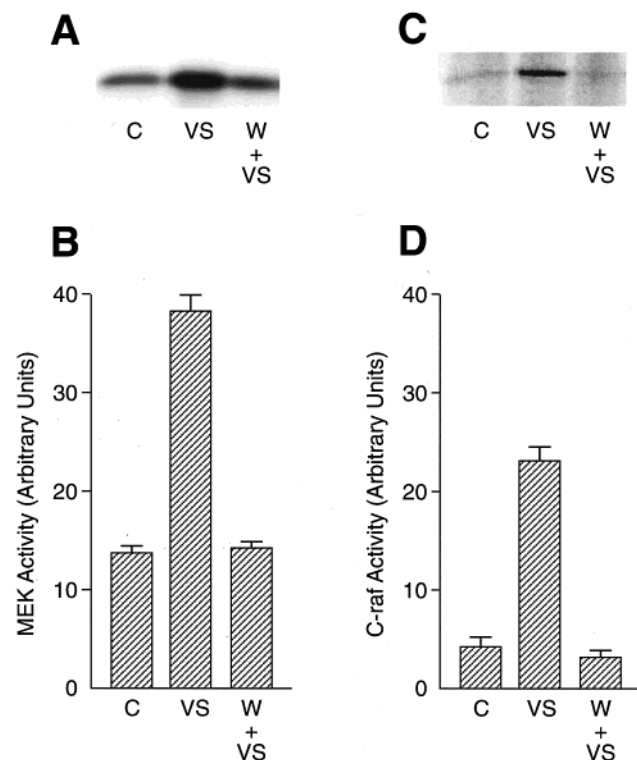 A
C VS W
+
VS
C
C VS W
+
VS
B
MEK Activity (Arbitrary Units)
40
30
20
10
0
C VS W
+
VS
D
C-raf Activity (Arbitrary Units)
40
30
20
10
0
C VS W
+
VS